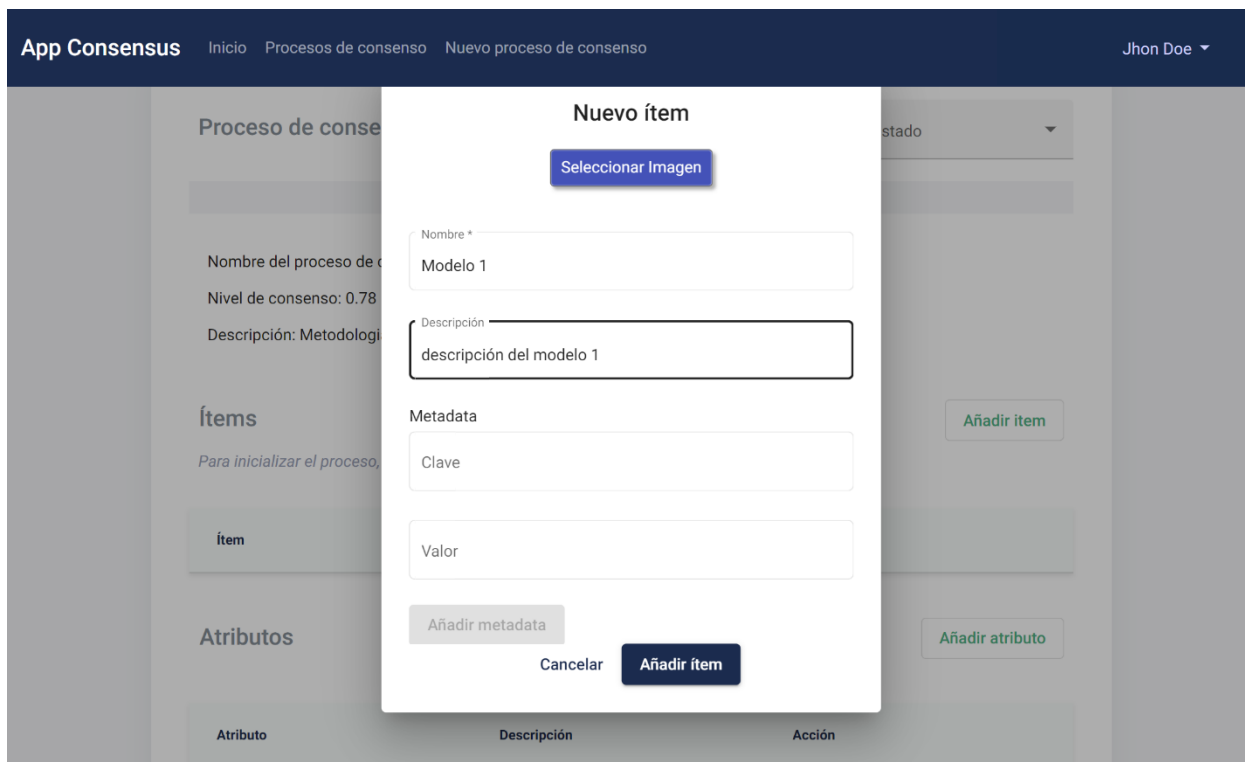 App Consensus Inicio Procesos de consenso Nuevo proceso de consenso Jhon Doe
Nuevo ítem
Proceso de conse
stado
Seleccionar Imagen
Nombre *
Modelo 1
Nombre del proceso de c
Nivel de consenso: 0.78
Descripción: Metodologi
Descripción
descripción del modelo 1
Metadata
Ítems
Añadir item
Para inicializar el proceso,
Clave
Ítem
Valor
Añadir metadata
Atributos
Añadir atributo
Cancelar Añadir ítem
Atributo Descripción Acción